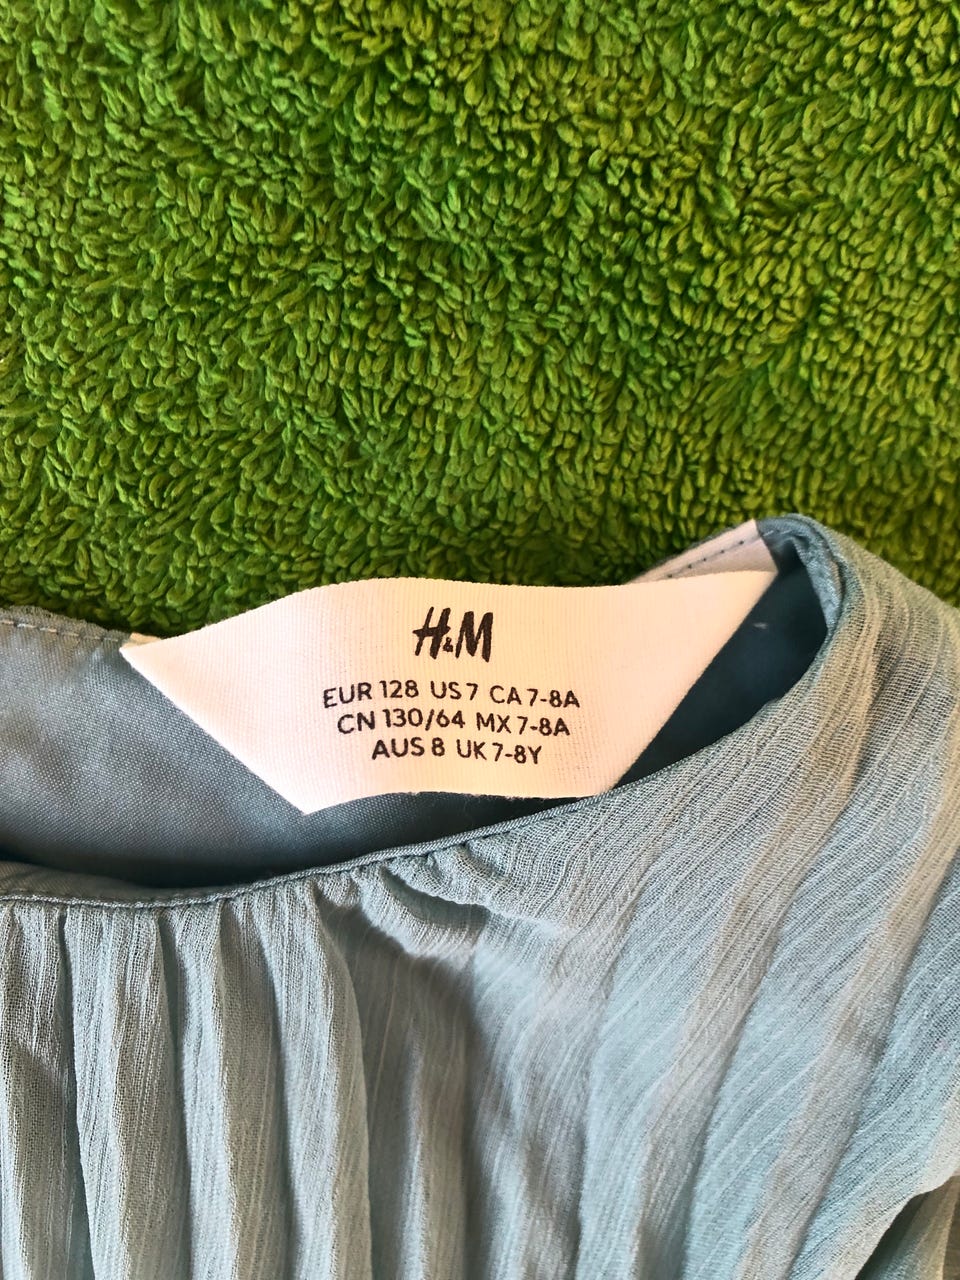 H&M
EUR 128 US 7 CA 7-8A
CN 130/64 MX 7-8A
AUS 8 UK 7-8Y